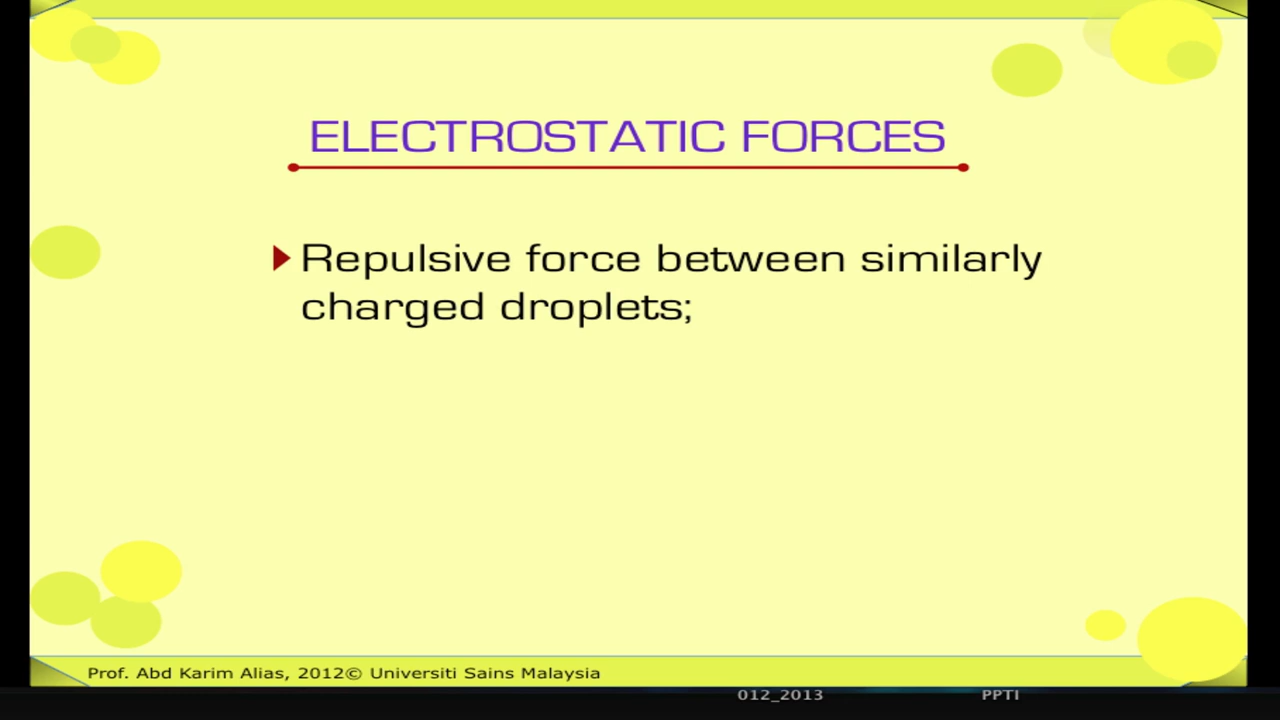 ELECTROSTATIC FORCES
Repulsive force between similarly
charged droplets;
Prof. Abd Karim Alias, 2012© Universiti Sains Malaysia
012_2013 PPTI